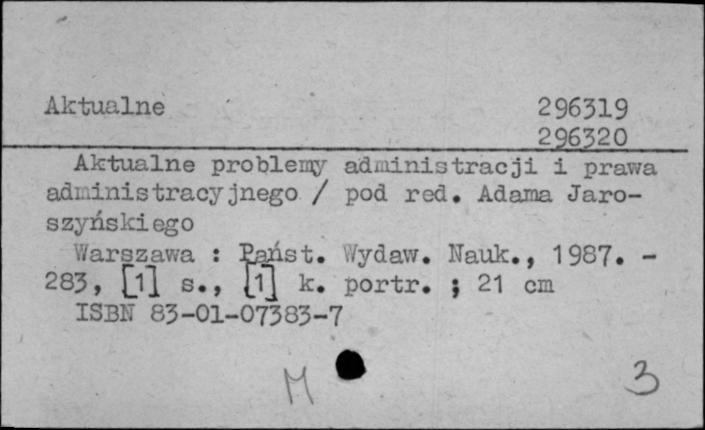 Aktualne 296319
296320
Aktualne problemy administracji i prawa
administracyjnego / pod red. Adama Jaro-
szyńskiego
Warszawa : Państ. Wydaw. Nauk., 1987. -
283, [1] s., [1] k. portr. ; 21 cm
ISBN 83-01-07383-7
M 3